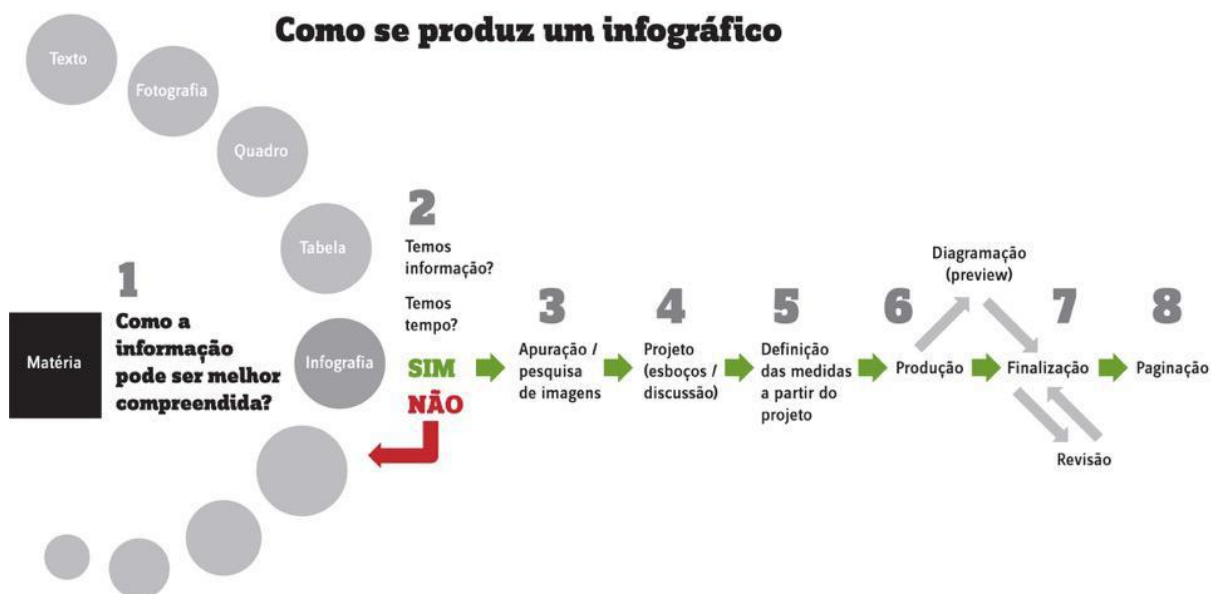 Como se produz um infográfico
Texto
Fotografia
Quadro
Tabela
Matéria
1
Como a
informação
pode ser melhor
compreendida?
Infografia
2
Temos
informação?
Temos
tempo?
SIM
NÃO
3
Apuração /
pesquisa
de imagens
4
Projeto
(esboços /
discussão)
5
Definição
das medidas
a partir do
projeto
6
Produção
Diagramação
(preview)
7
Finalização
Revisão
8
Paginação